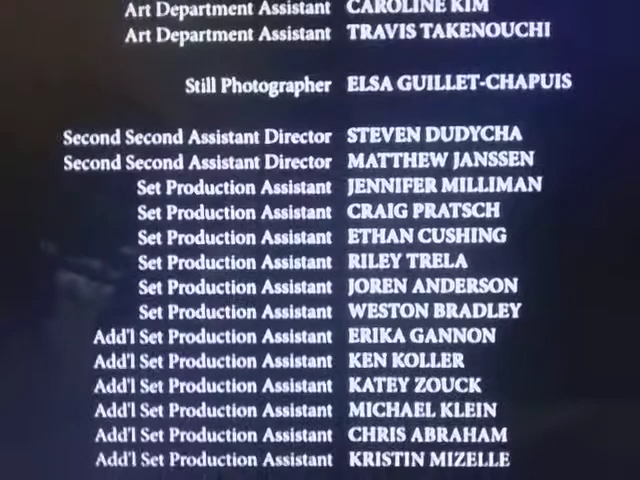 Art Department Assistant CAROLINE KIM
Art Department Assistant TRAVIS TAKENOUCHI
Still Photographer ELSA GUILLET-CHAPUIS
Second Second Assistant Director STEVEN DUDYCHA
Second Second Assistant Director MATTHEW JANSSEN
Set Production Assistant JENNIFER MILLIMAN
Set Production Assistant CRAIG PRATSCH
Set Production Assistant ETHAN CUSHING
Set Production Assistant RILEY TRELA
Set Production Assistant JOREN ANDERSON
Set Production Assistant WESTON BRADLEY
Add'l Set Production Assistant ERIKA GANNON
Add'l Set Production Assistant KEN KOLLER
Add'l Set Production Assistant KATEY ZOUCK
Add'l Set Production Assistant MICHAEL KLEIN
Add'l Set Production Assistant CHRIS ABRAHAM
Add'l Set Production Assistant KRISTIN MIZELLE